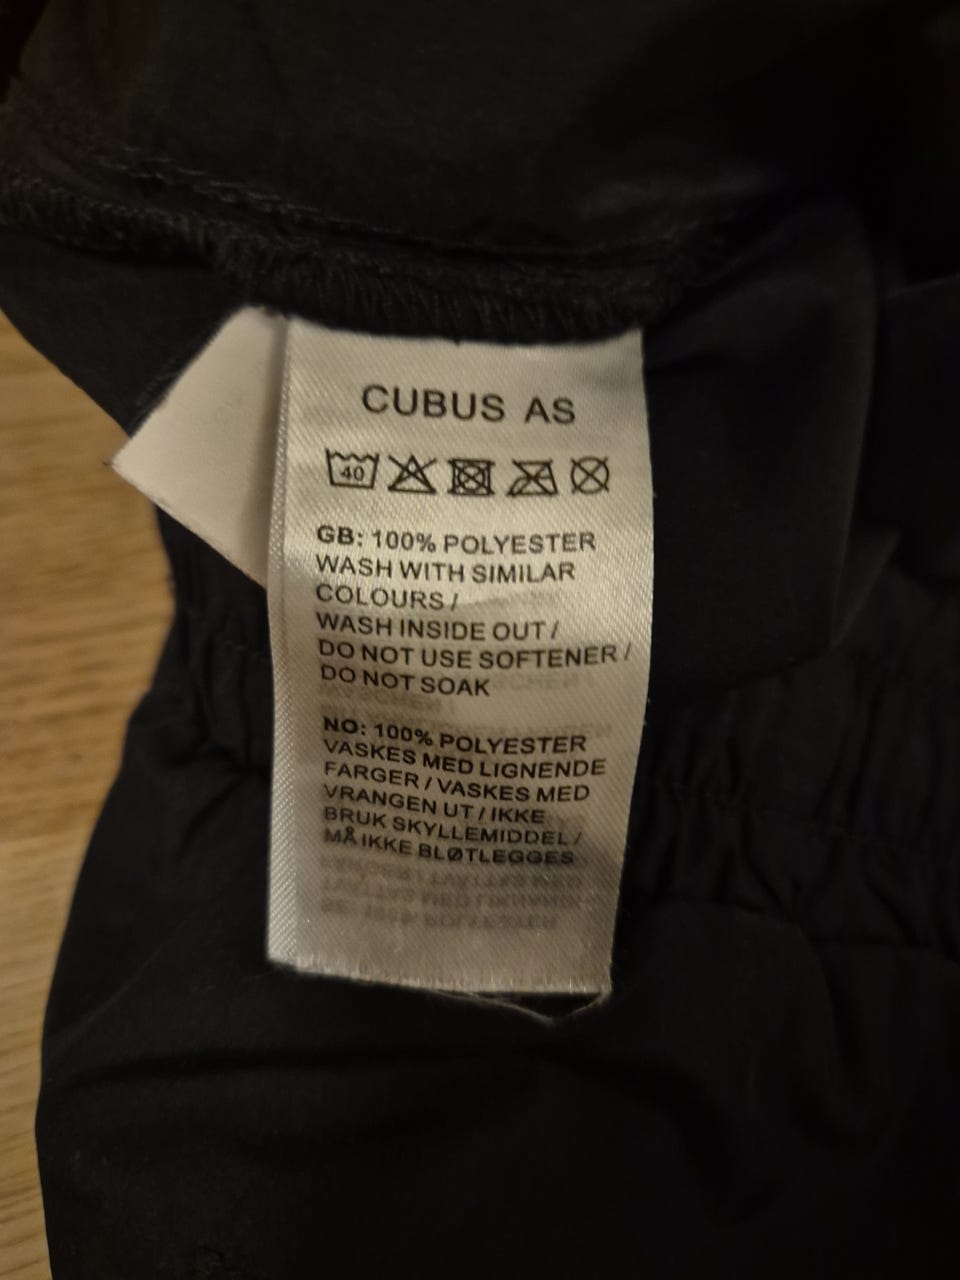 CUBUS AS
40
GB: 100% POLYESTER
WASH WITH SIMILAR
COLOURS /
WASH INSIDE OUT /
DO NOT USE SOFTENER /
DO NOT SOAK
NO: 100% POLYESTER
VASKES MED LIGNENDE
FARGER / VASKES MED
VRANGEN UT / IKKE
BRUK SKYLLEMIDDEL /
MÅ IKKE BLØTLEGGES